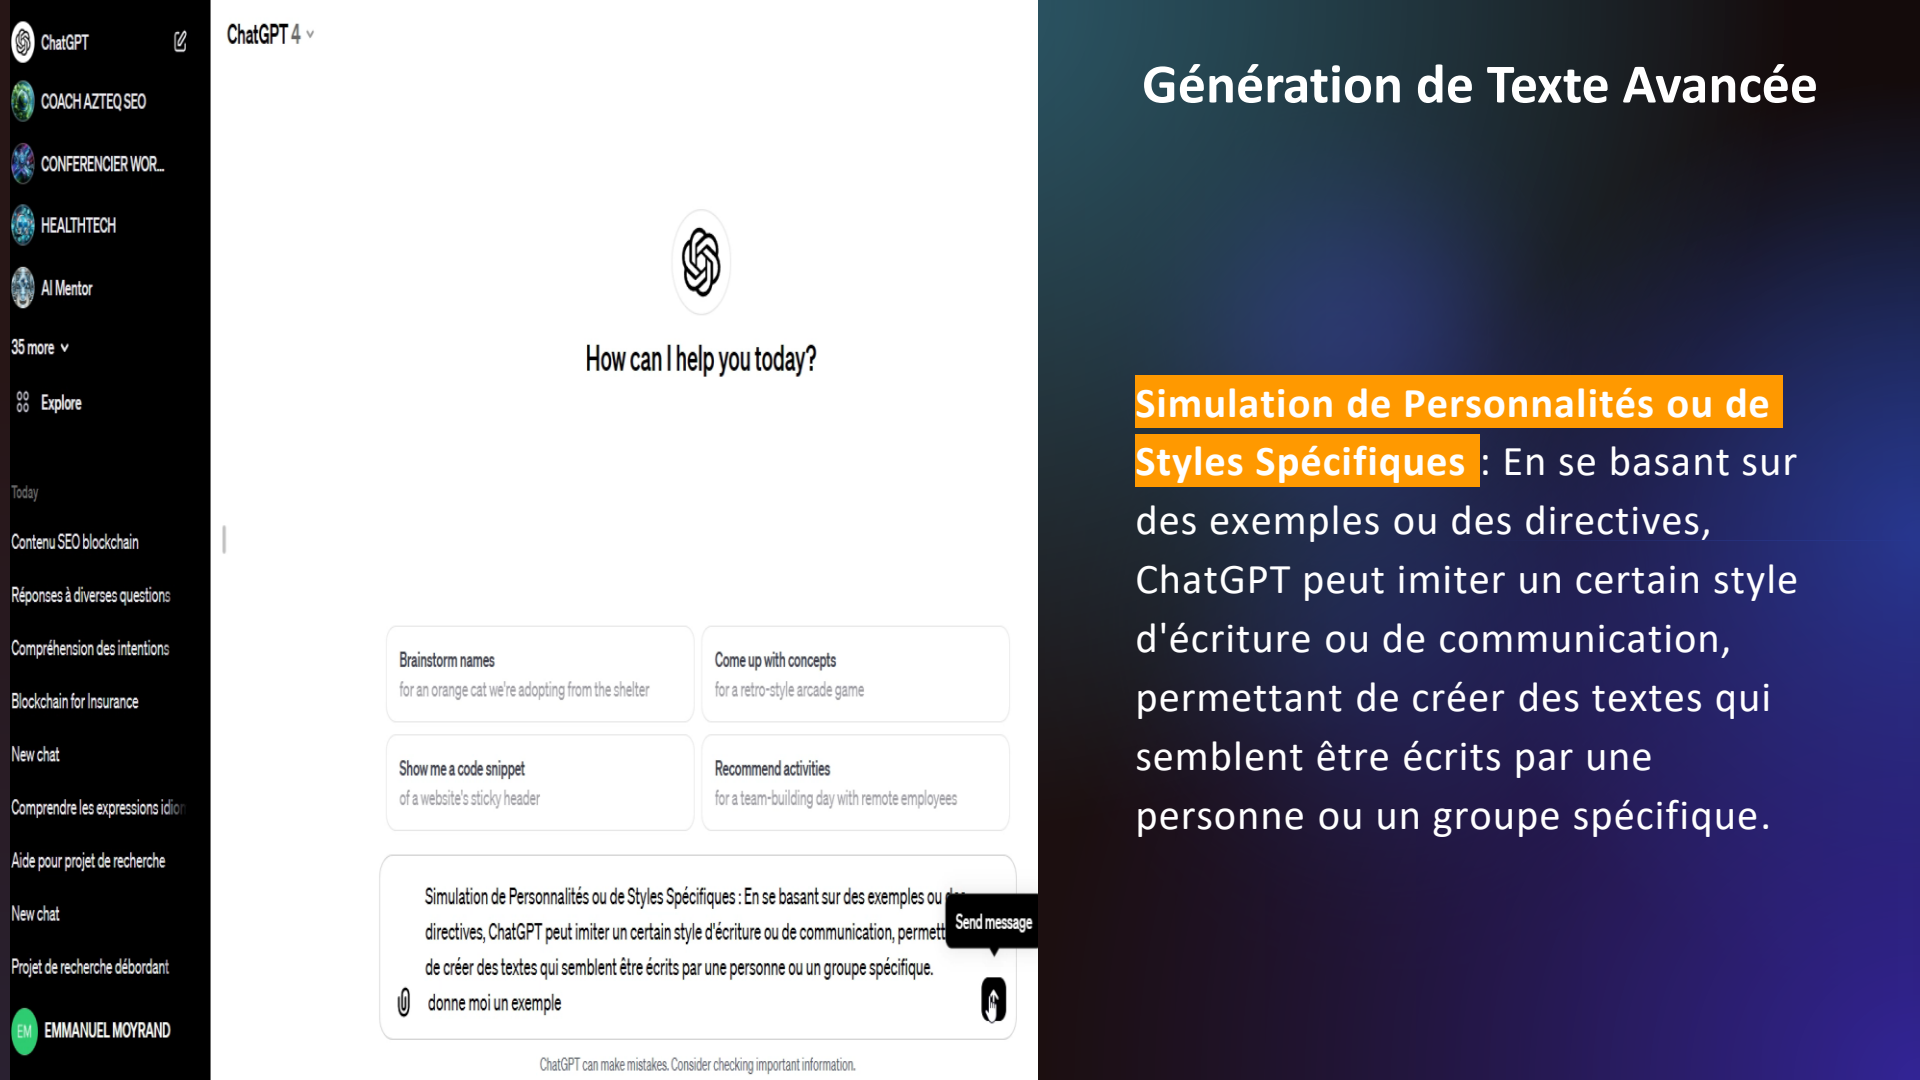 ChatGPT
COACH AZTEQ SEO
CONFERENCIER WOR...
HEALTHTECH
AI Mentor
35 more
Explore
Today
Contenu SEO blockchain
Réponses à diverses questions
Compréhension des intentions
Blockchain for Insurance
New chat
Comprendre les expressions idion
Aide pour projet de recherche
New chat
Projet de recherche débordant
EM
EMMANUEL MOYRAND
ChatGPT 4
How can I help you today?
Brainstorm names
for an orange cat we're adopting from the shelter
Come up with concepts
for a retro-style arcade game
Show me a code snippet
of a website's sticky header
Recommend activities
for a team-building day with remote employees
Simulation de Personnalités ou de Styles Spécifiques : En se basant sur des exemples ou des
directives, ChatGPT peut imiter un certain style d'écriture ou de communication, permett
de créer des textes qui semblent être écrits par une personne ou un groupe spécifique.
donne moi un exemple
Send message
ChatGPT can make mistakes. Consider checking important information.
Génération de Texte Avancée
Simulation de Personnalités ou de
Styles Spécifiques : En se basant sur
des exemples ou des directives,
ChatGPT peut imiter un certain style
d'écriture ou de communication,
permettant de créer des textes qui
semblent être écrits par une
personne ou un groupe spécifique.